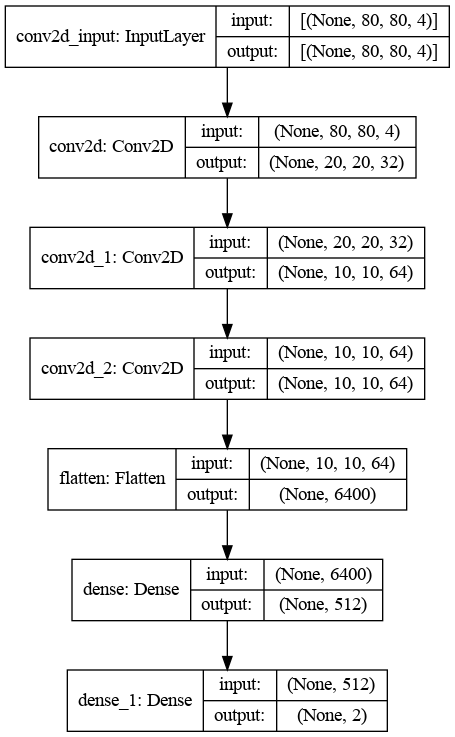 conv2d_input: InputLayer
input: [(None, 80, 80, 4)]
output: [(None, 80, 80, 4)]
conv2d: Conv2D
input: (None, 80, 80, 4)
output: (None, 20, 20, 32)
conv2d_1: Conv2D
input: (None, 20, 20, 32)
output: (None, 10, 10, 64)
conv2d_2: Conv2D
input: (None, 10, 10, 64)
output: (None, 10, 10, 64)
flatten: Flatten
input: (None, 10, 10, 64)
output: (None, 6400)
dense: Dense
input: (None, 6400)
output: (None, 512)
dense_1: Dense
input: (None, 512)
output: (None, 2)